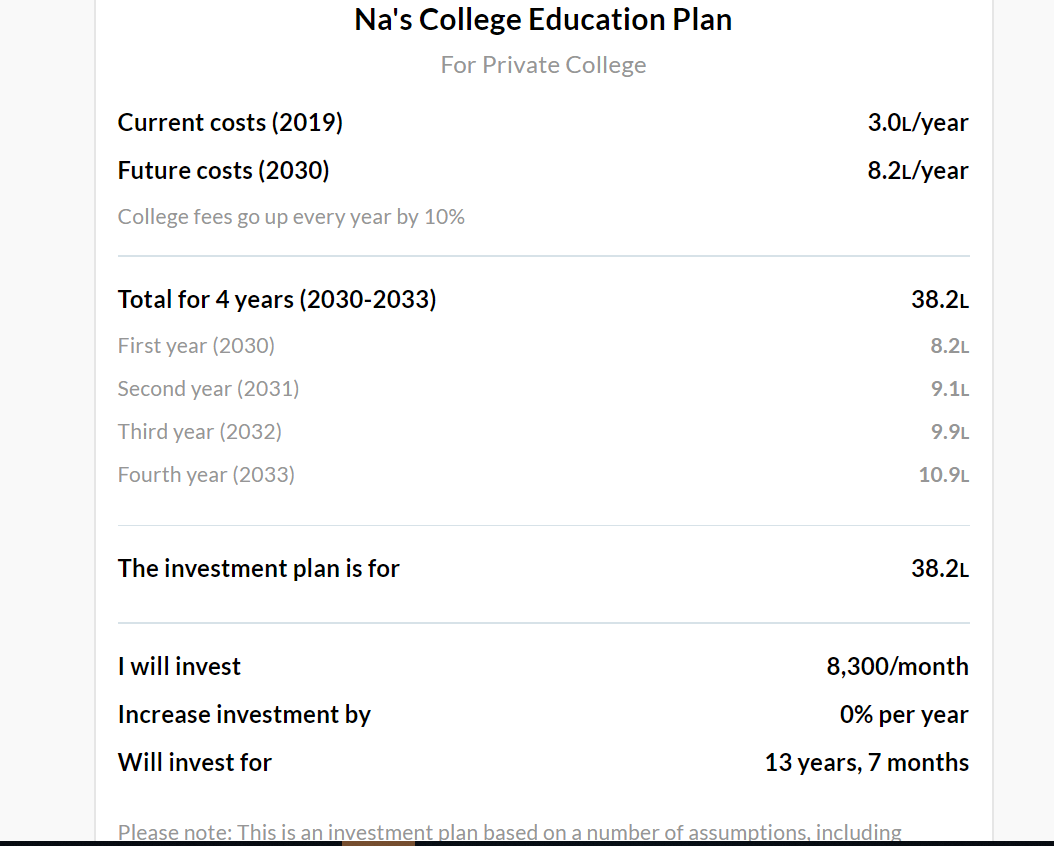 Na's College Education Plan
For Private College
Current costs (2019) 3.0L/year
Future costs (2030) 8.2L/year
College fees go up every year by 10%
Total for 4 years (2030-2033) 38.2L
First year (2030) 8.2L
Second year (2031) 9.1L
Third year (2032) 9.9L
Fourth year (2033) 10.9L
The investment plan is for 38.2L
I will invest 8,300/month
Increase investment by 0% per year
Will invest for 13 years, 7 months
Please note: This is an investment plan based on a number of assumptions, including